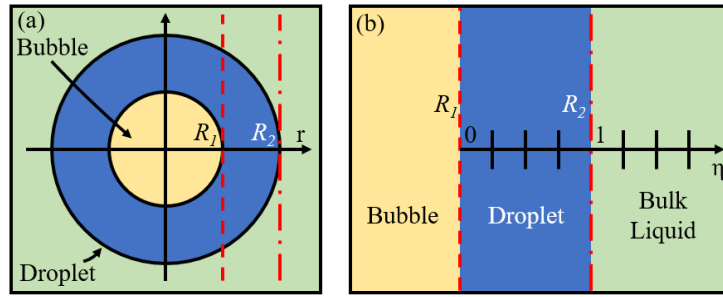 (a)
Bubble
R1
R2
r
Droplet
(b)
R1
R2
0
1
η
Bubble
Droplet
Bulk
Liquid